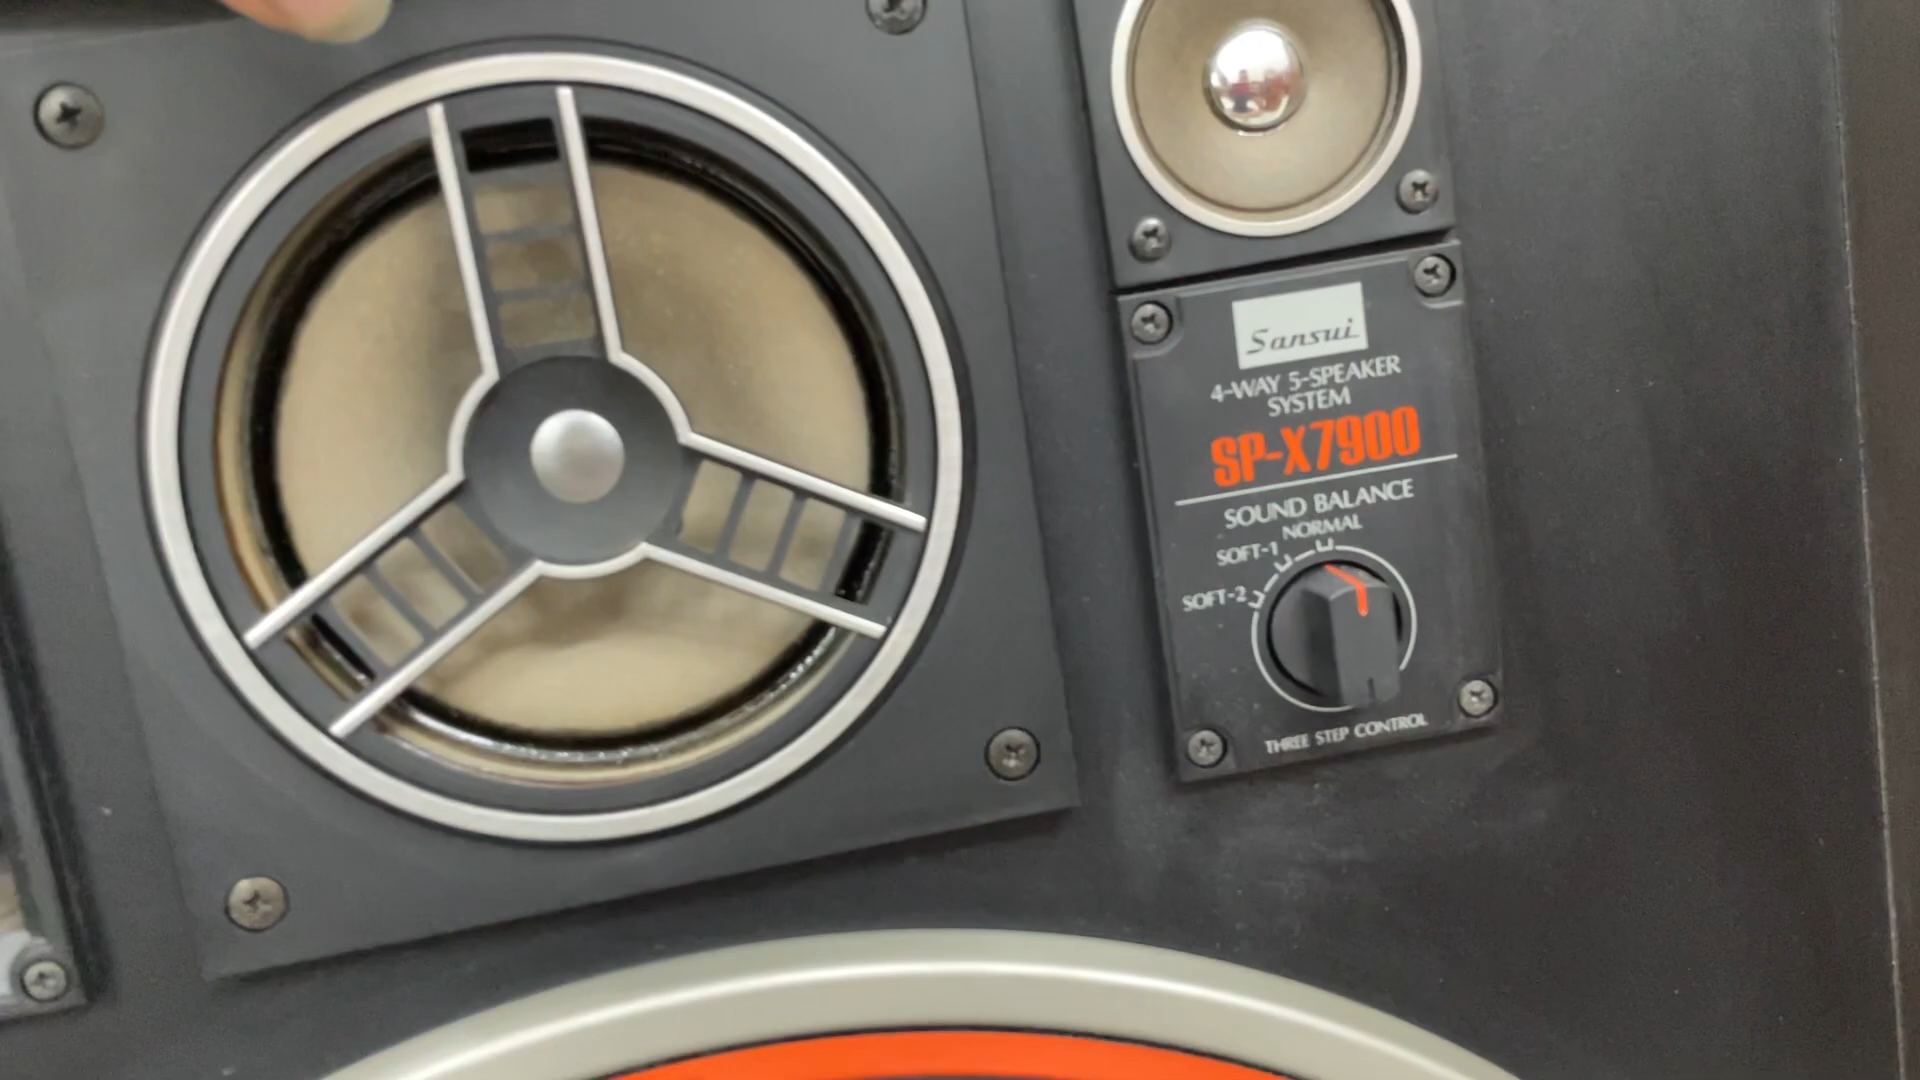 Sansui
4-WAY 5-SPEAKER
SYSTEM
SP-X7900
SOUND BALANCE
NORMAL
SOFT-1
SOFT-2
THREE STEP CONTROL